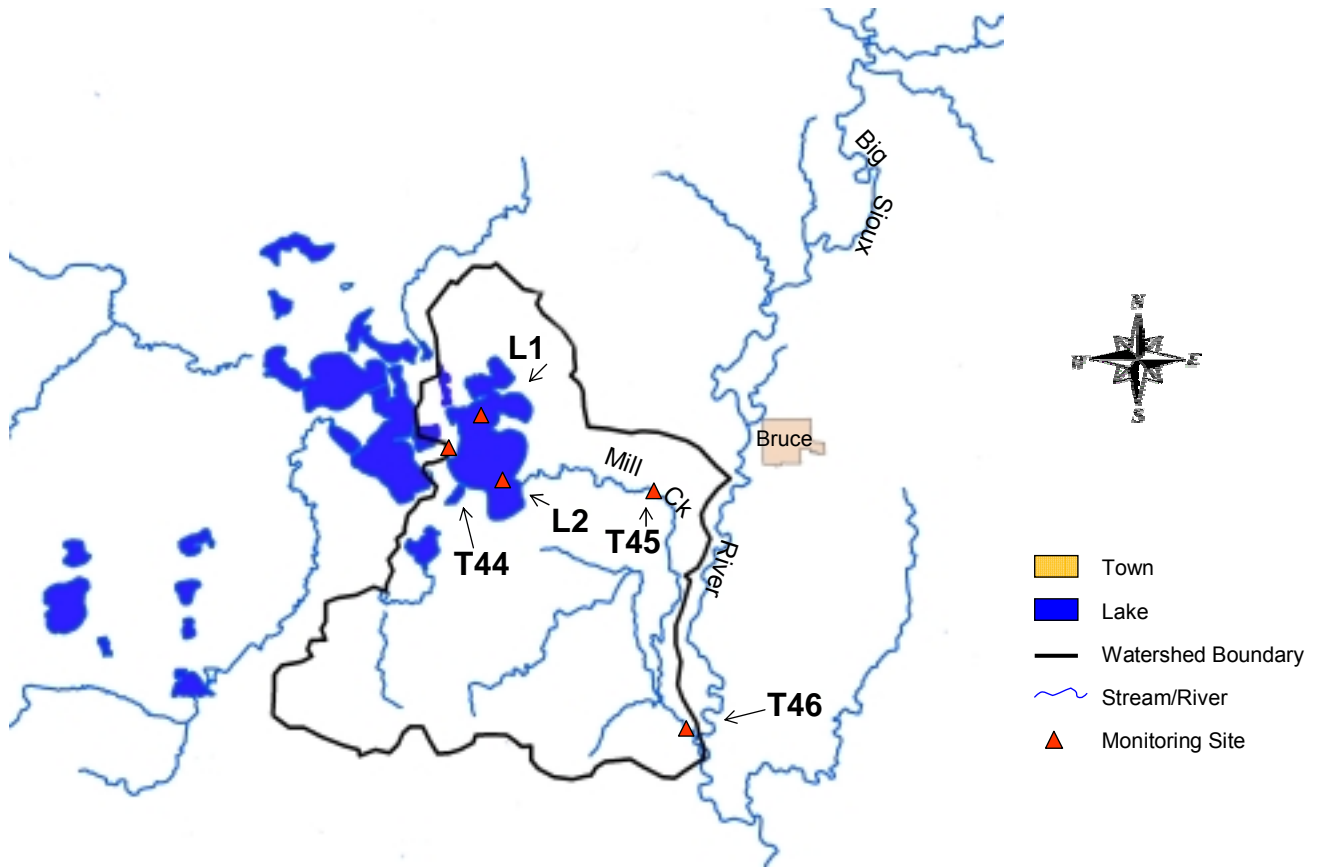 Big
Sioux
N
W
E
S
L1
Bruce
Mill
Ck
L2
T45
T44
River
T46
Town
Lake
Watershed Boundary
Stream/River
Monitoring Site